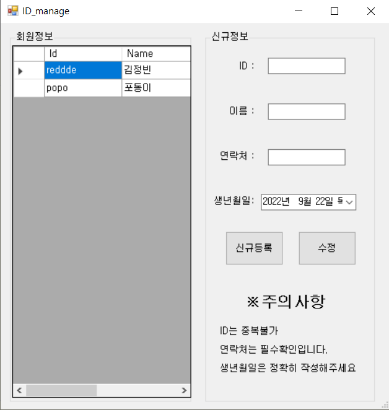 ID_manage
회원정보
Id Name
reddde 김정빈
popo 포동이
신규정보
ID :
이름 :
연락처 :
생년월일: 2022년 9월 22일
신규등록 수정
※ 주의사항
ID는 중복불가
연락처는 필수확인입니다.
생년월일은 정확히 작성해주세요